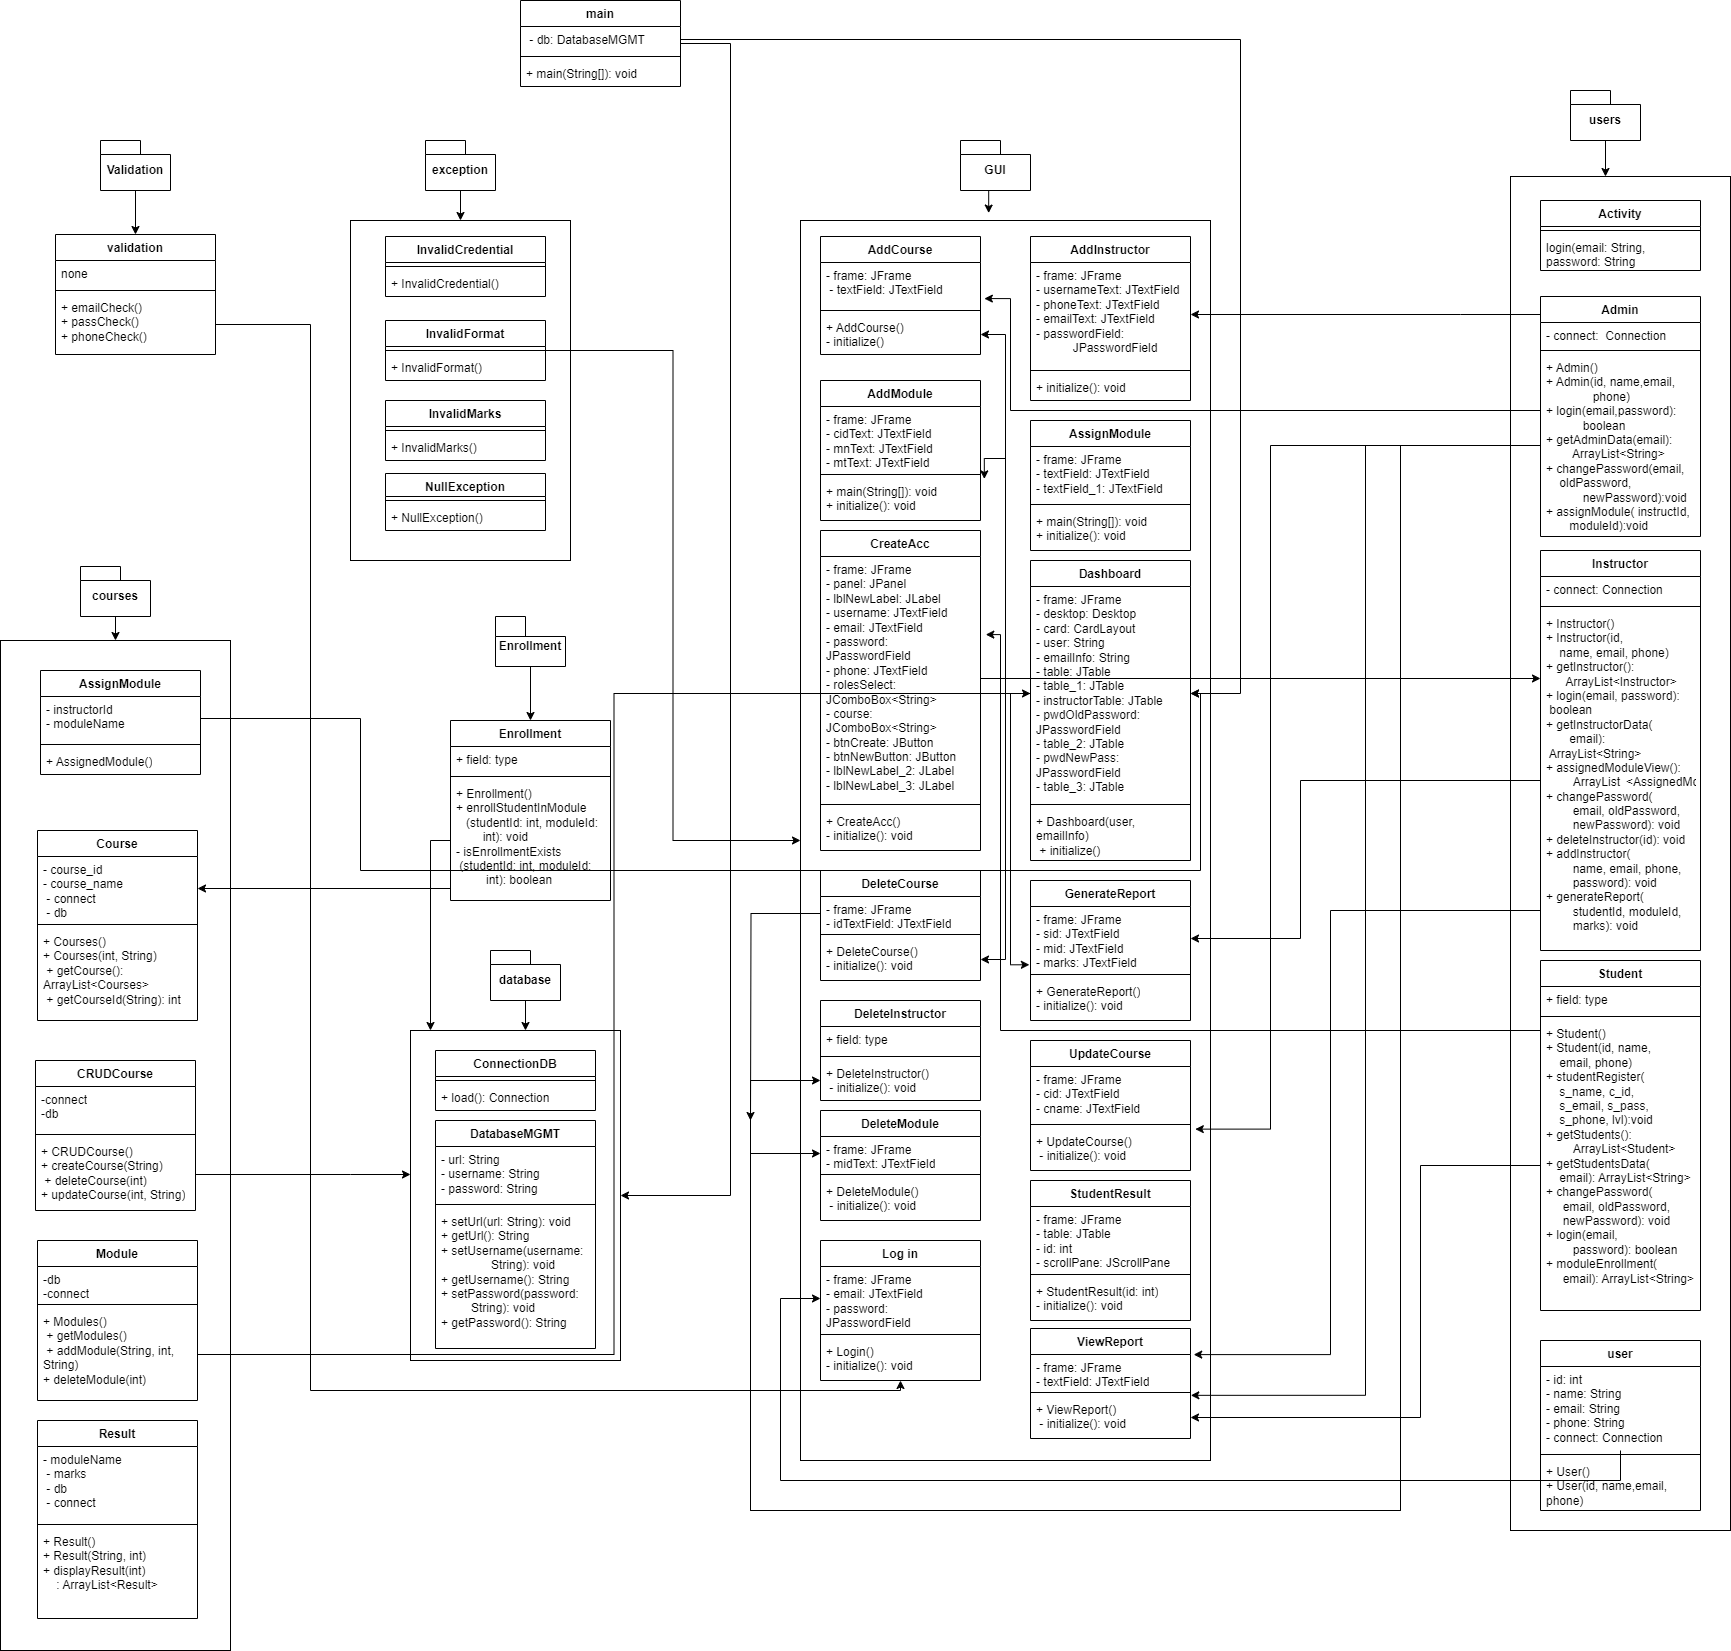 main
- db: DatabaseMGMT
+ main(String[]): void
Validation
validation
none
+ emailCheck()
+ passCheck()
+ phoneCheck()
exception
InvalidCredential
+ InvalidCredential()
InvalidFormat
+ InvalidFormat()
InvalidMarks
+ InvalidMarks()
NullException
+ NullException()
courses
AssignModule
- instructorId
- moduleName
+ AssignedModule()
Course
- course_id
- course_name
- connect
- db
+ Courses()
+ Courses(int, String)
+ getCourse():
ArrayList<Courses>
+ getCourseId(String): int
CRUDCourse
-connect
-db
+ CRUDCourse()
+ createCourse(String)
+ deleteCourse(int)
+ updateCourse(int, String)
Module
-db
-connect
+ Modules()
+ getModules()
+ addModule(String, int,
String)
+ deleteModule(int)
Result
- moduleName
- marks
- db
- connect
+ Result()
+ Result(String, int)
+ displayResult(int)
: ArrayList<Result>
Enrollment
Enrollment
+ field: type
+ Enrollment()
+ enrollStudentInModule
(studentId: int, moduleId:
int): void
- isEnrollmentExists
(studentId: int, moduleId:
int): boolean
database
ConnectionDB
+ load(): Connection
DatabaseMGMT
- url: String
- username: String
- password: String
+ setUrl(url: String): void
+ getUrl(): String
+ setUsername(username:
String): void
+ getUsername(): String
+ setPassword(password:
String): void
+ getPassword(): String
GUI
AddCourse
- frame: JFrame
- textField: JTextField
+ AddCourse()
- initialize()
AddModule
- frame: JFrame
- cidText: JTextField
- mnText: JTextField
- mtText: JTextField
+ main(String[]): void
+ initialize(): void
CreateAcc
- frame: JFrame
- panel: JPanel
- lblNewLabel: JLabel
- username: JTextField
- email: JTextField
- password:
JPasswordField
- phone: JTextField
- rolesSelect:
JComboBox<String>
- course:
JComboBox<String>
- btnCreate: JButton
- btnNewButton: JButton
- lblNewLabel_2: JLabel
- lblNewLabel_3: JLabel
+ CreateAcc()
- initialize(): void
DeleteCourse
- frame: JFrame
- idTextField: JTextField
+ DeleteCourse()
- initialize(): void
DeleteInstructor
+ field: type
+ DeleteInstructor()
- initialize(): void
DeleteModule
- frame: JFrame
- midText: JTextField
+ DeleteModule()
- initialize(): void
Log in
- frame: JFrame
- email: JTextField
- password:
JPasswordField
+ Login()
- initialize(): void
AddInstructor
- frame: JFrame
- usernameText: JTextField
- phoneText: JTextField
- emailText: JTextField
- passwordField:
JPasswordField
+ initialize(): void
AssignModule
- frame: JFrame
- textField: JTextField
- textField_1: JTextField
+ main(String[]): void
+ initialize(): void
Dashboard
- frame: JFrame
- desktop: Desktop
- card: CardLayout
- user: String
- emailInfo: String
- table: JTable
- table_1: JTable
- instructorTable: JTable
- pwdOldPassword:
JPasswordField
- table_2: JTable
- pwdNewPass:
JPasswordField
- table_3: JTable
+ Dashboard(user,
emailInfo)
+ initialize()
GenerateReport
- frame: JFrame
- sid: JTextField
- mid: JTextField
- marks: JTextField
+ GenerateReport()
- initialize(): void
UpdateCourse
- frame: JFrame
- cid: JTextField
- cname: JTextField
+ UpdateCourse()
- initialize(): void
StudentResult
- frame: JFrame
- table: JTable
- id: int
- scrollPane: JScrollPane
+ StudentResult(id: int)
- initialize(): void
ViewReport
- frame: JFrame
- textField: JTextField
+ ViewReport()
- initialize(): void
users
Activity
login(email: String,
password: String
Admin
- connect:  Connection
+ Admin()
+ Admin(id, name,email,
phone)
+ login(email,password):
boolean
+ getAdminData(email):
ArrayList<String>
+ changePassword(email,
oldPassword,
newPassword):void
+ assignModule( instructId,
moduleId):void
Instructor
- connect: Connection
+ Instructor()
+ Instructor(id,
name, email, phone)
+ getInstructor():
ArrayList<Instructor>
+ login(email, password):
boolean
+ getInstructorData(
email):
ArrayList<String>
+ assignedModuleView():
ArrayList  <AssignedMo
+ changePassword(
email, oldPassword,
newPassword): void
+ deleteInstructor(id): void
+ addInstructor(
name, email, phone,
password): void
+ generateReport(
studentId, moduleId,
marks): void
Student
+ field: type
+ Student()
+ Student(id, name,
email, phone)
+ studentRegister(
s_name, c_id,
s_email, s_pass,
s_phone, lvl):void
+ getStudents():
ArrayList<Student>
+ getStudentsData(
email): ArrayList<String>
+ changePassword(
email, oldPassword,
newPassword): void
+ login(email,
password): boolean
+ moduleEnrollment(
email): ArrayList<String>
user
- id: int
- name: String
- email: String
- phone: String
- connect: Connection
+ User()
+ User(id, name,email,
phone)